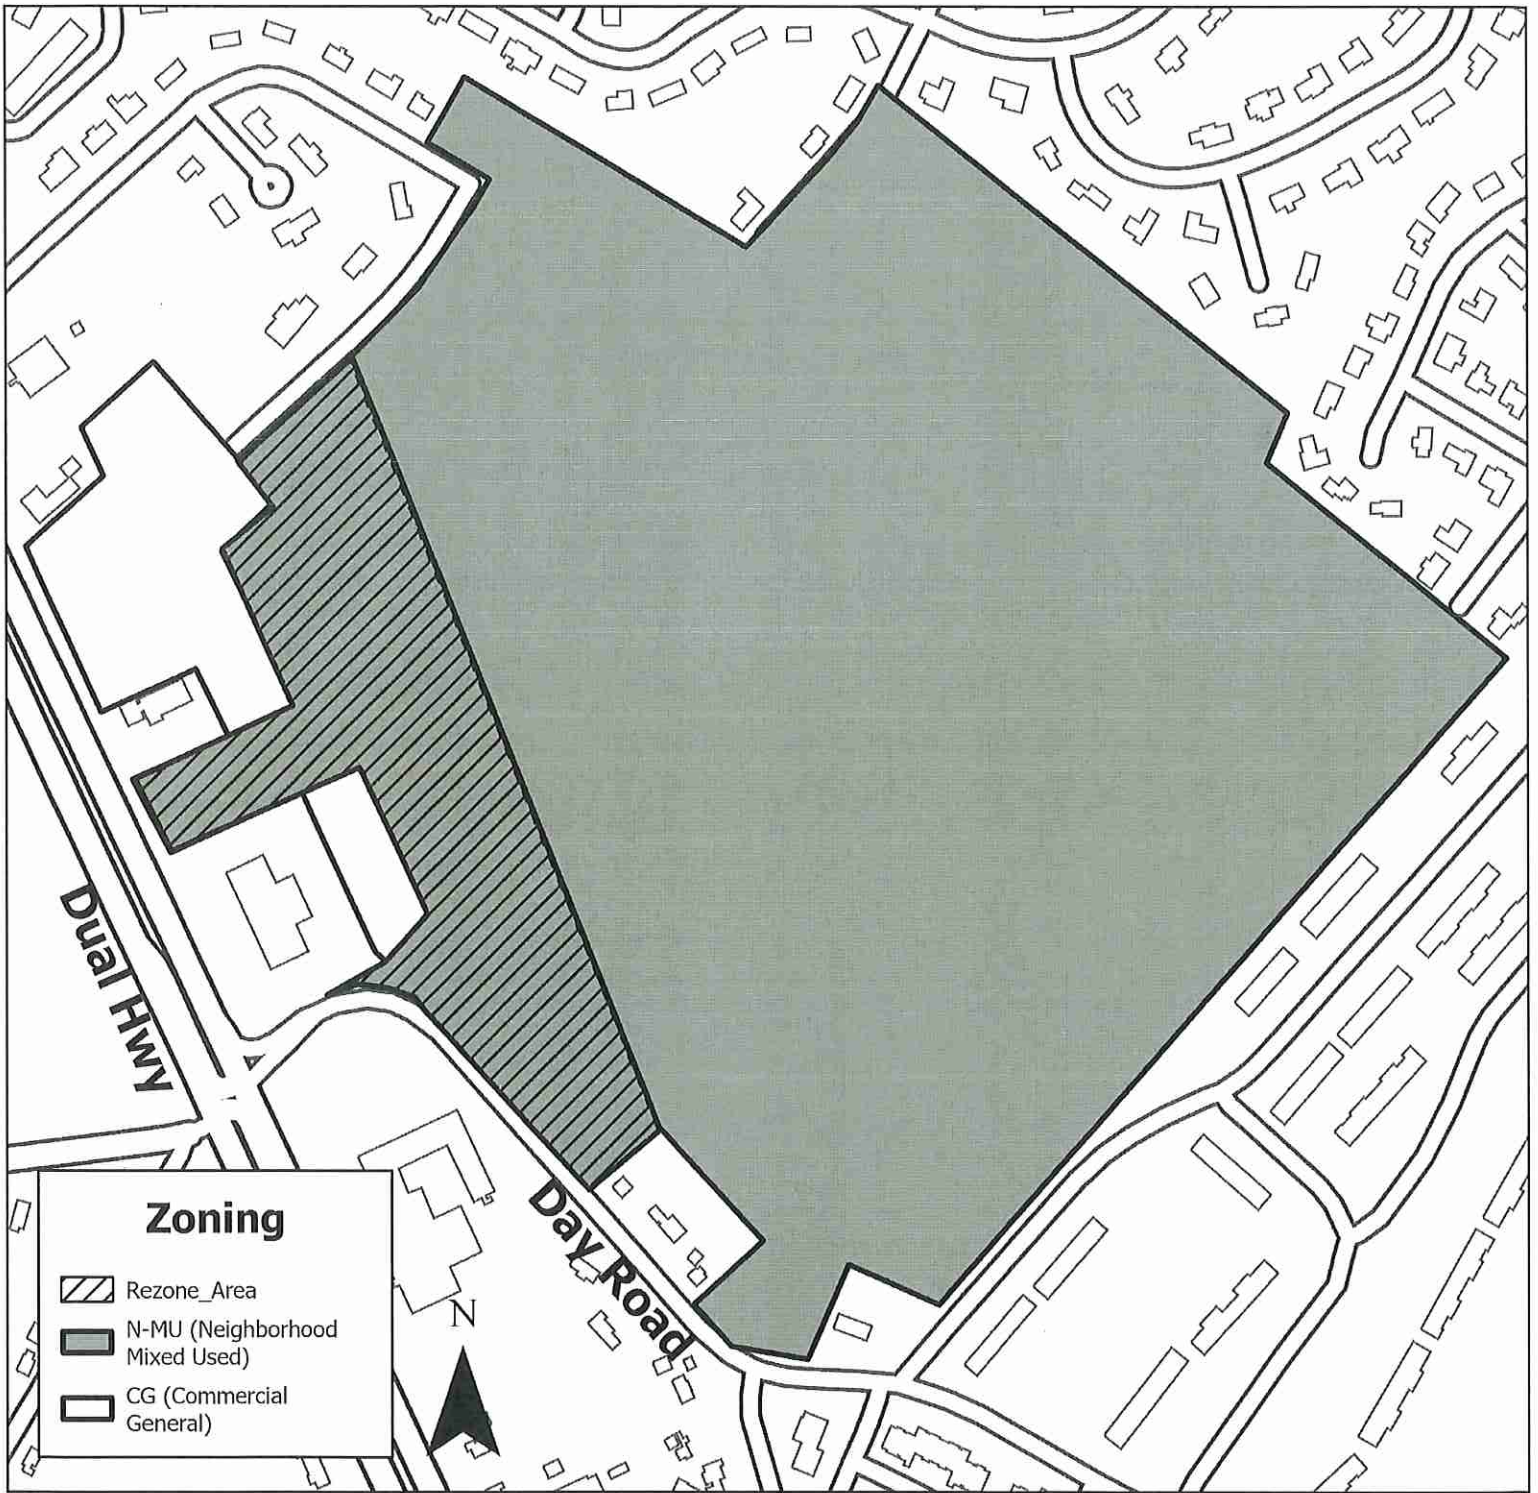 Dual Hwy
Day Road
Zoning
Rezone_Area
N-MU (Neighborhood
Mixed Used)
CG (Commercial
General)
N